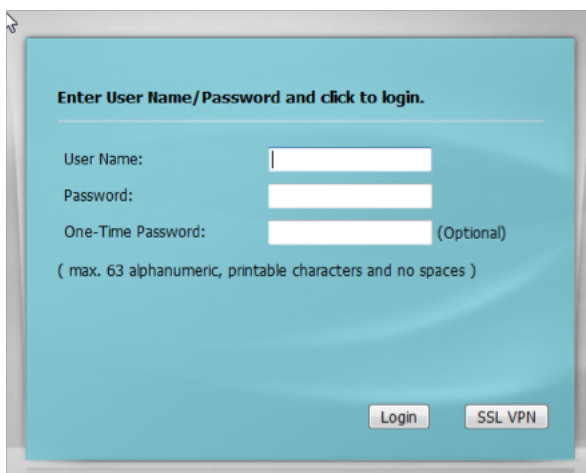 Enter User Name/Password and click to login.
User Name:
Password:
One-Time Password: (Optional)
( max. 63 alphanumeric, printable characters and no spaces )
Login SSL VPN